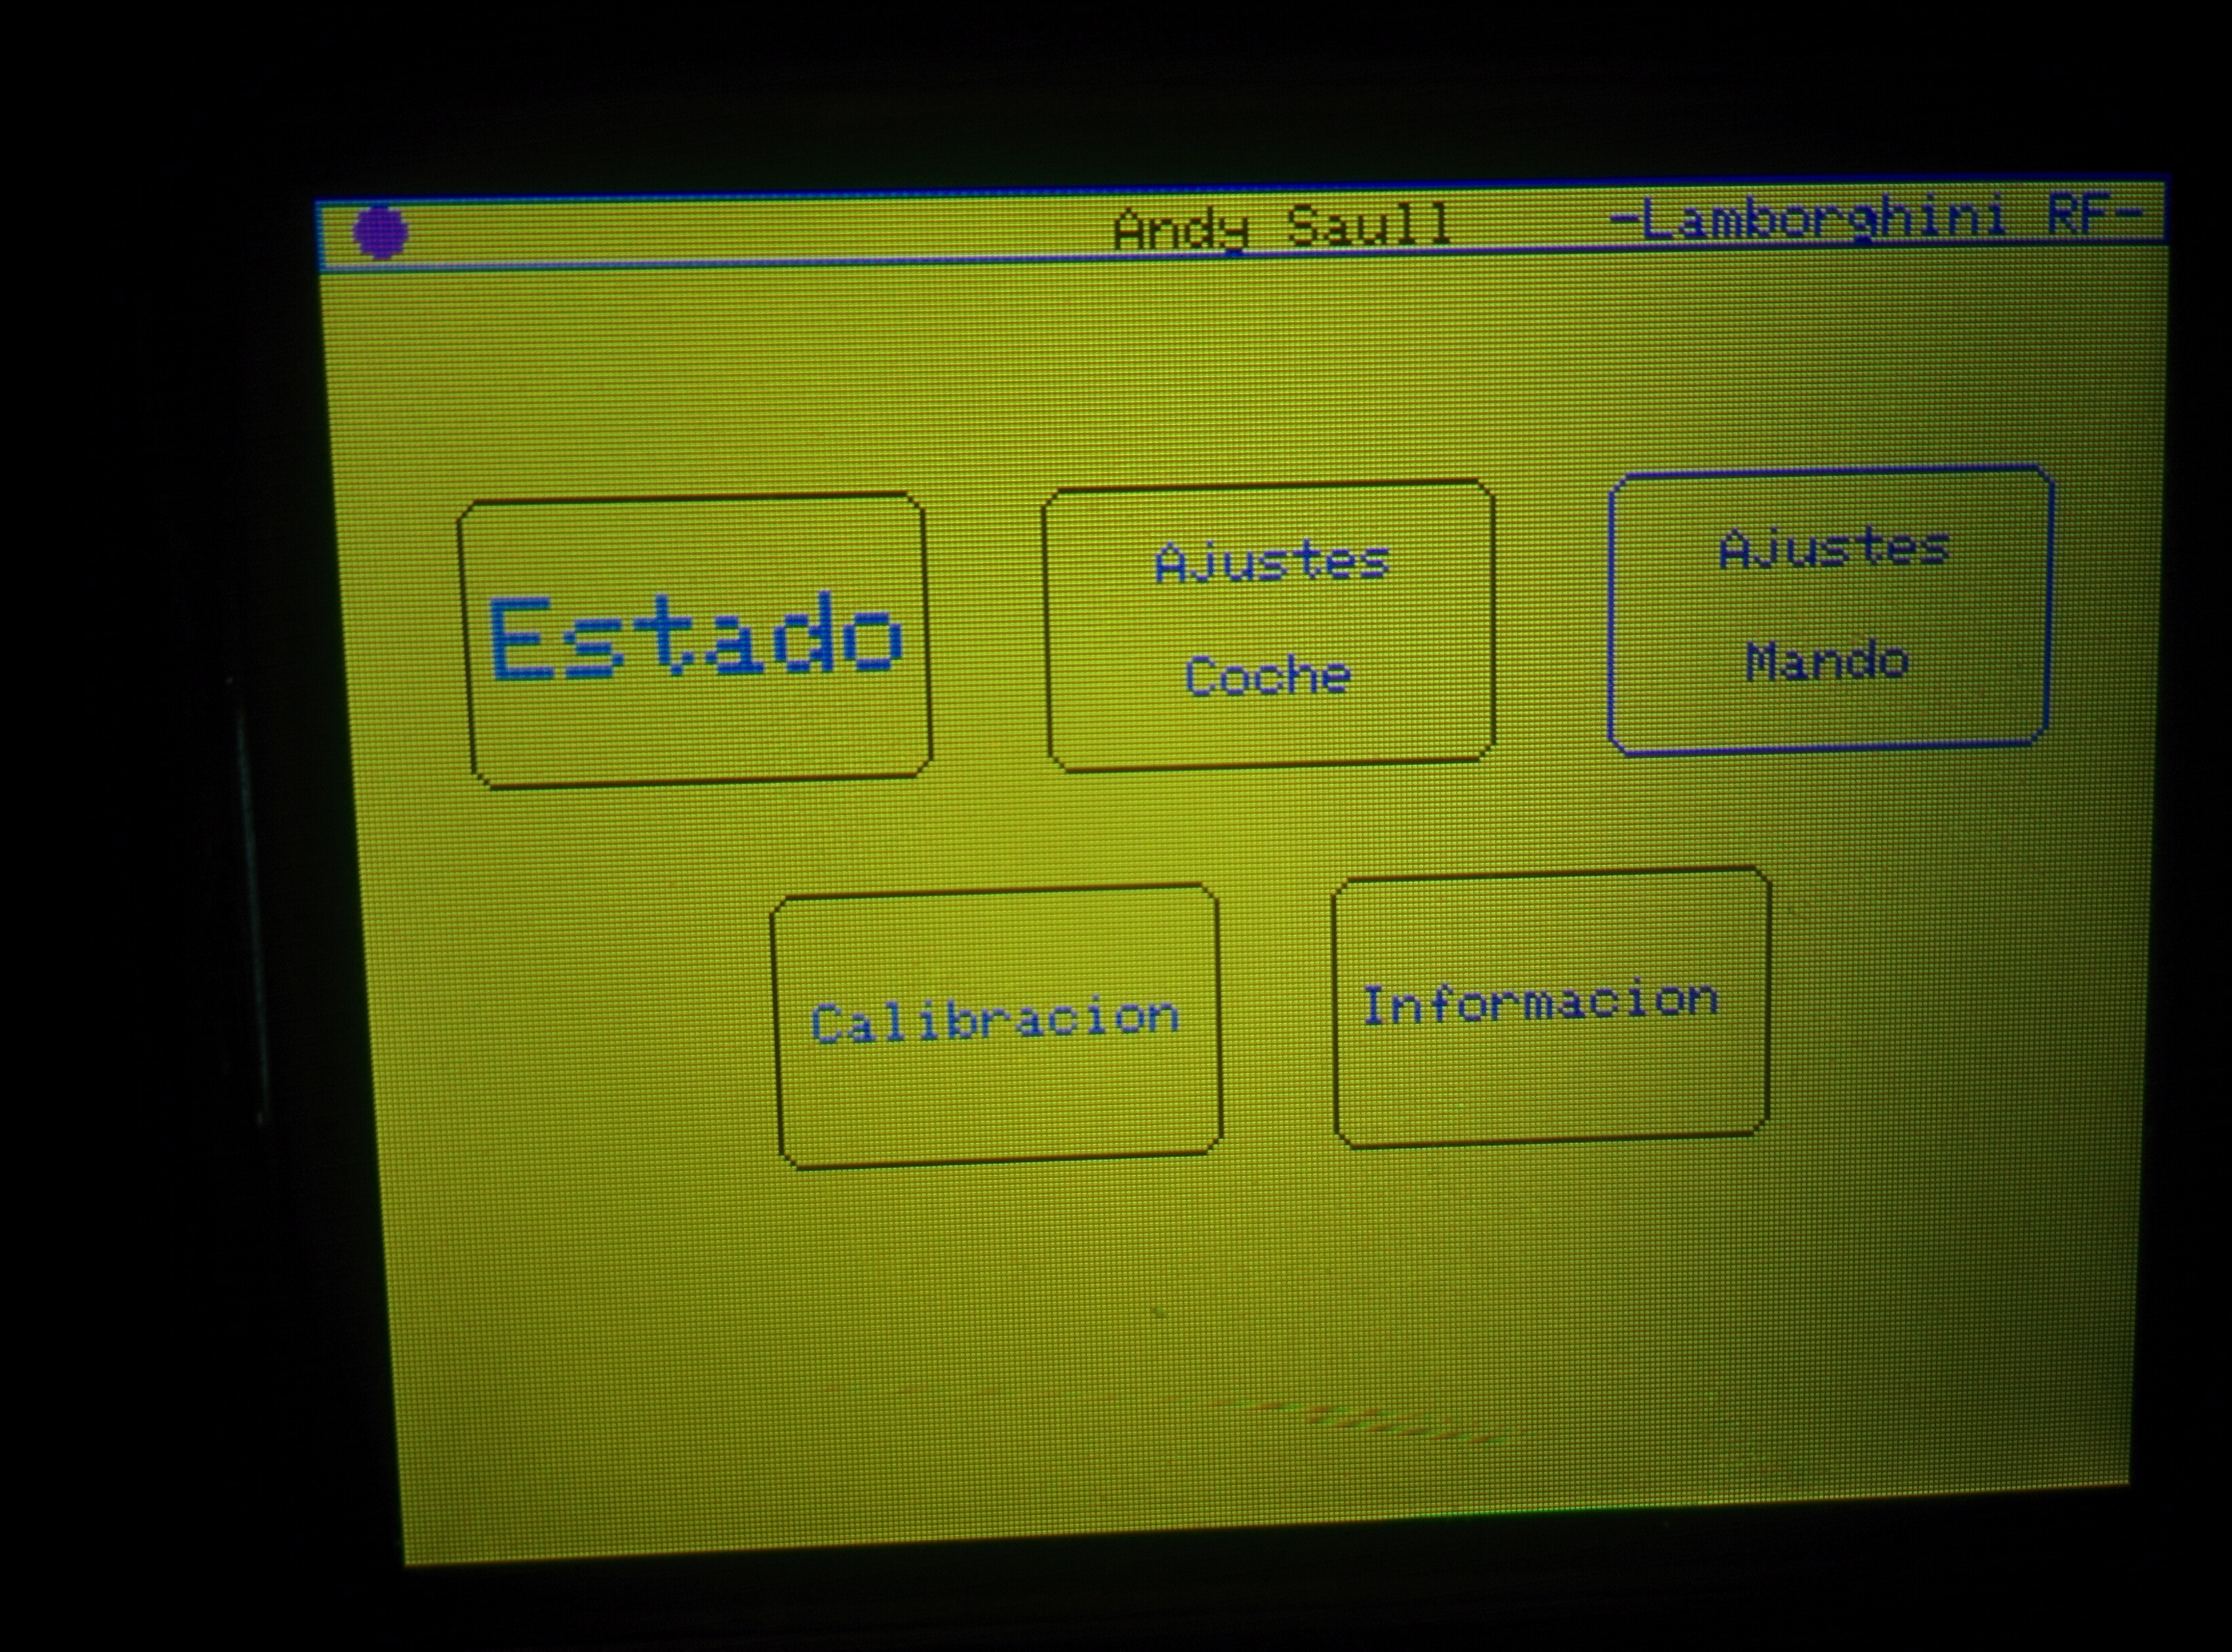 Andy Saull
-Lamborghini RF-
Estado
Ajustes
Coche
Ajustes
Mando
Calibracion
Informacion